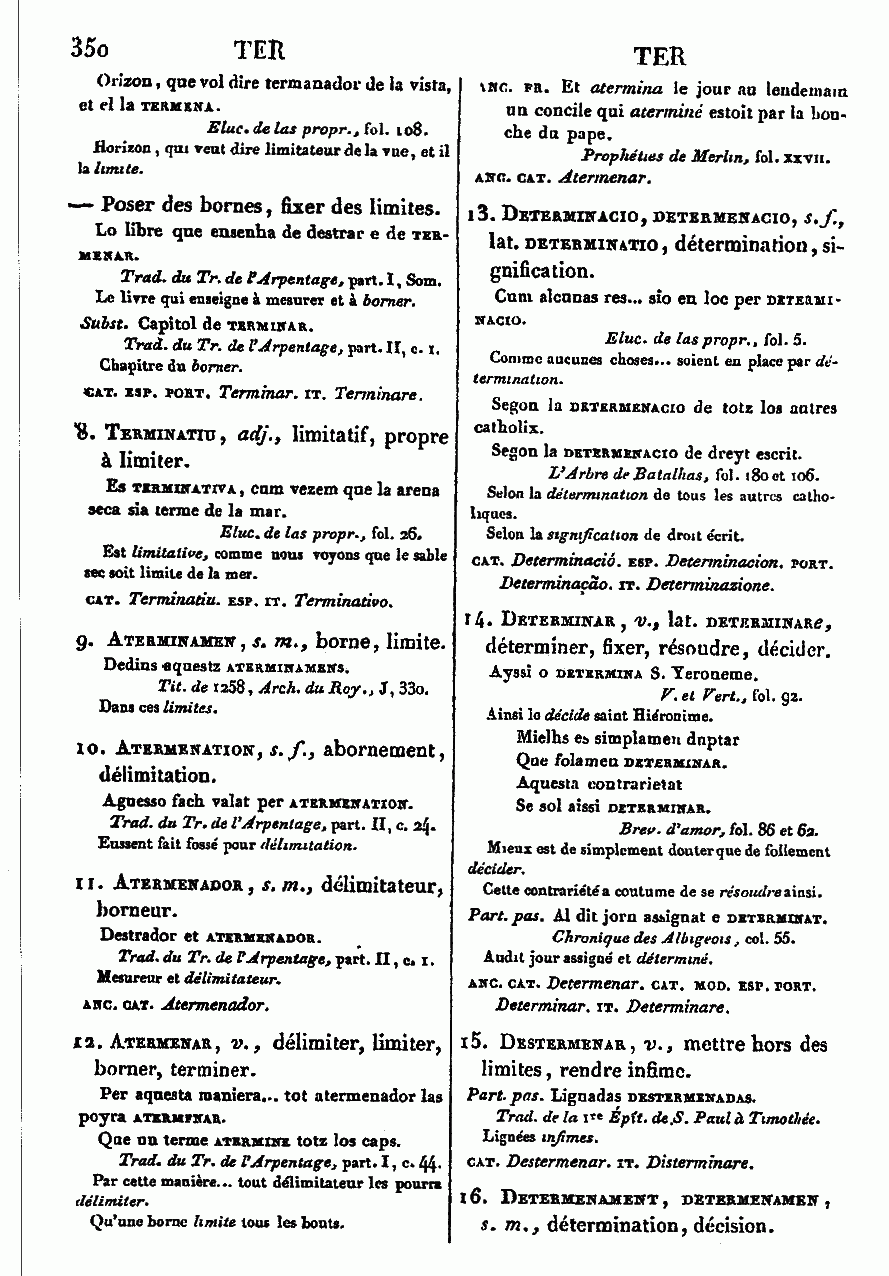 350 TER
Orizon, que vol dire termanador de la vista,
et el la TERMENA.
Eluc. de las propr., fol. 108.
Horizon, qui veut dire limitateur de la vue, et il
la limite.
— Poser des bornes, fixer des limites.
Lo libre que ensenha de destrar e de TER-
MENAR.
Trad. du Tr. de l'Arpentage, part. I, Som.
Le livre qui enseigne à mesurer et à borner.
Subst. Capitol de TERMINAR.
Trad. du Tr. de l'Arpentage, part. II, c. 1.
Chapitre du borner.
CAT. ESP. PORT. Terminar. IT. Terminare.
8. TERMINATIU, adj., limitatif, propre
à limiter.
Es TERMINATIVA, cum vezem que la arena
seca sia terme de la mar.
Eluc. de las propr., fol. 26.
Est limitative, comme nous voyons que le sable
sec soit limite de la mer.
CAT. Terminatiu. ESP. IT. Terminativo.
9. ATERMINAMEN, s. m., borne, limite.
Dedins aquestz ATERMINAMENS.
Tit. de 1258, Arch. du Roy., J, 330.
Dans ces limites.
10. ATERMENATION, s. f., abornement,
délimitation.
Aguesso fach valat per ATERMENATION.
Trad. du Tr. de l'Arpentage, part. II, c. 24.
Eussent fait fossé pour délimitation.
11. ATERMENADOR, s. m., délimitateur,
borneur.
Destrador et ATERMENADOR.
Trad. du Tr. de l'Arpentage, part. II, c. 1.
Mesureur et délimitateur.
ANC. CAT. Atermenador.
12. ATERMENAR, v., délimiter, limiter,
borner, terminer.
Per aquesta maniera... tot atermenador las
poyra ATERMENAR.
Que un terme ATERMINE totz los caps.
Trad. du Tr. de l'Arpentage, part. I, c. 44.
Par cette manière... tout délimitateur les pourra
délimiter.
Qu'une borne limite tous les bouts.
TER
ANC. FR. Et atermina le jour au lendemain
un concile qui aterminé estoit par la bou-
che du pape.
Prophéties de Merlin, fol. XXVII.
ANC. CAT. Atermenar.
13. DETERMINACIO, DETERMENACIO, s. f.,
lat. DETERMINATIO, détermination, si-
gnification.
Cum alcunas res... sio en loc per DETERMI-
NACIO.
Eluc. de las propr., fol. 5.
Comme aucunes choses... soient en place par dé-
termination.
Segon la DETERMENACIO de totz los autres
catholix.
Segon la DETERMENACIO de dreyt escrit.
L'Arbre de Batalhas, fol. 180 et 106.
Selon la détermination de tous les autres catho-
liques.
Selon la signification de droit écrit.
CAT. Determinació. ESP. Determinacion. PORT.
Determinação. IT. Determinazione.
14. DETERMINAR, v., lat. DETERMINARe,
déterminer, fixer, résoudre, décider.
Ayssi o DETERMINA S. Yeroneme.
V. et Vert., fol. 92.
Ainsi le décide saint Hiéronime.
Mielhs es simplamen duptar
Que folamen DETERMINAR.
Aquesta contrarietat
Se sol aissi DETERMINAR.
Brev. d'amor, fol. 86 et 62.
Mieux est de simplement douter que de follement
décider.
Cette contrariété a coutume de se résoudre ainsi.
Part. pas. Al dit jorn assignat e DETERMINAT.
Chronique des Albigeois, col. 55.
Audit jour assigné et déterminé.
ANC. CAT. Determenar. CAT. MOD. ESP. PORT.
Determinar. IT. Determinare.
15. DESTERMENAR, v., mettre hors des
limites, rendre infime.
Part. pas. Lignadas DESTERMENADAS.
Trad. de la 1re Épît. de S. Paul à Timothée.
Lignées infimes.
CAT. Destermenar. IT. Disterminare.
16. DETERMENAMENT, DETERMENAMEN,
s. m., détermination, décision.